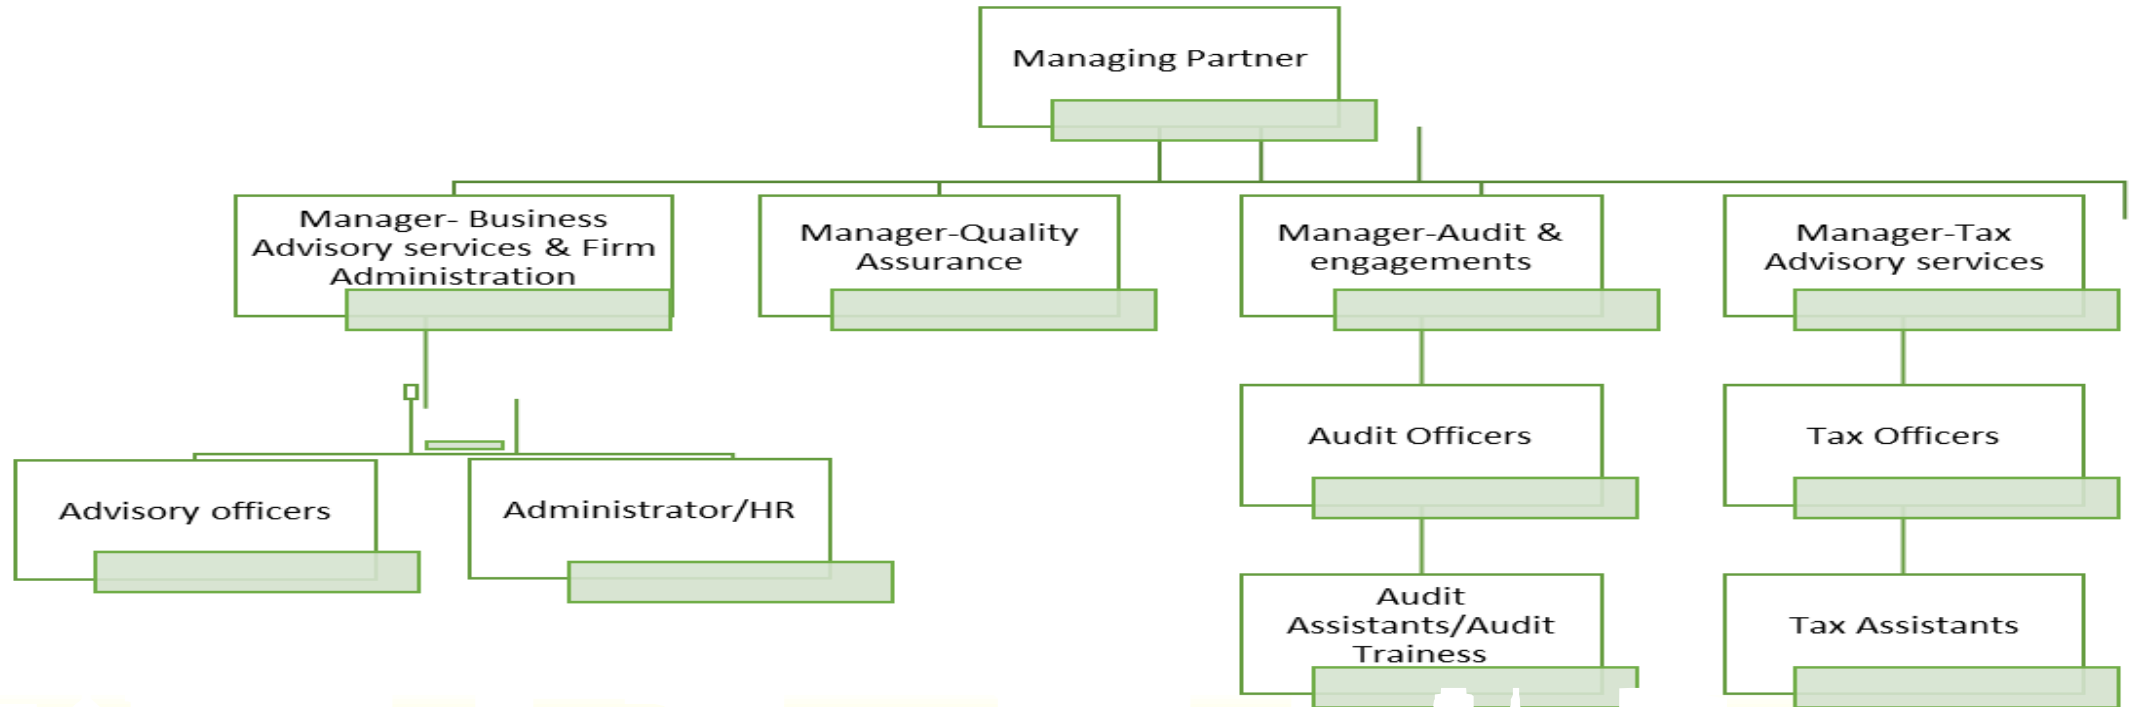 Managing Partner
Manager- Business
Advisory services & Firm
Administration
Manager-Quality
Assurance
Manager-Audit &
engagements
Manager-Tax
Advisory services
Audit Officers
Tax Officers
Advisory officers
Administrator/HR
Audit
Assistants/Audit
Trainess
Tax Assistants